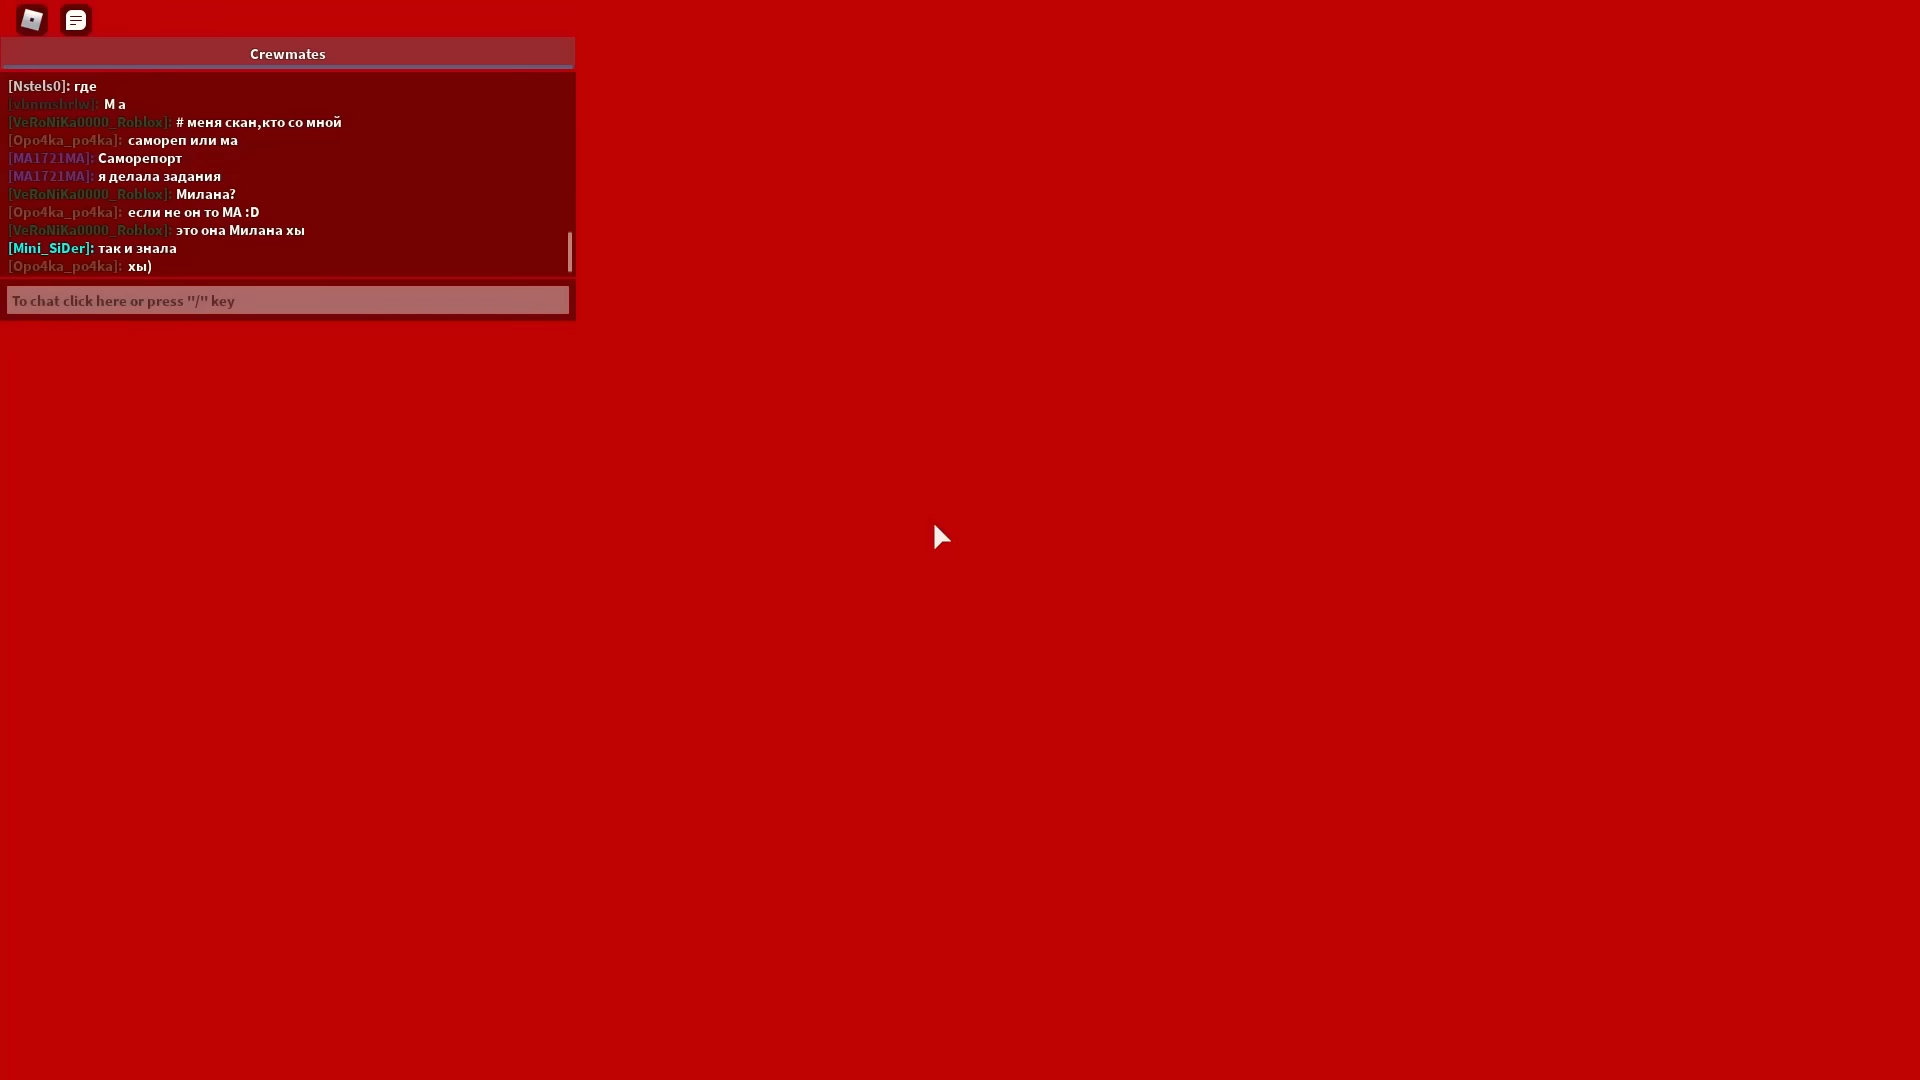 Crewmates
[Nstels0]: где
[vbnmshrlw]: М а
[VeRoNiKa0000_Roblox]: # меня скан,кто со мной
[Opo4ka_po4ka]: самореп или ма
[MA1721MA]: Саморепорт
[MA1721MA]: я делала задания
[VeRoNiKa0000_Roblox]: Милана?
[Opo4ka_po4ka]: если не он то МА :D
[VeRoNiKa0000_Roblox]: это она Милана хы
[Mini_SiDer]: так и знала
[Opo4ka_po4ka]: хы)
To chat click here or press "/" key